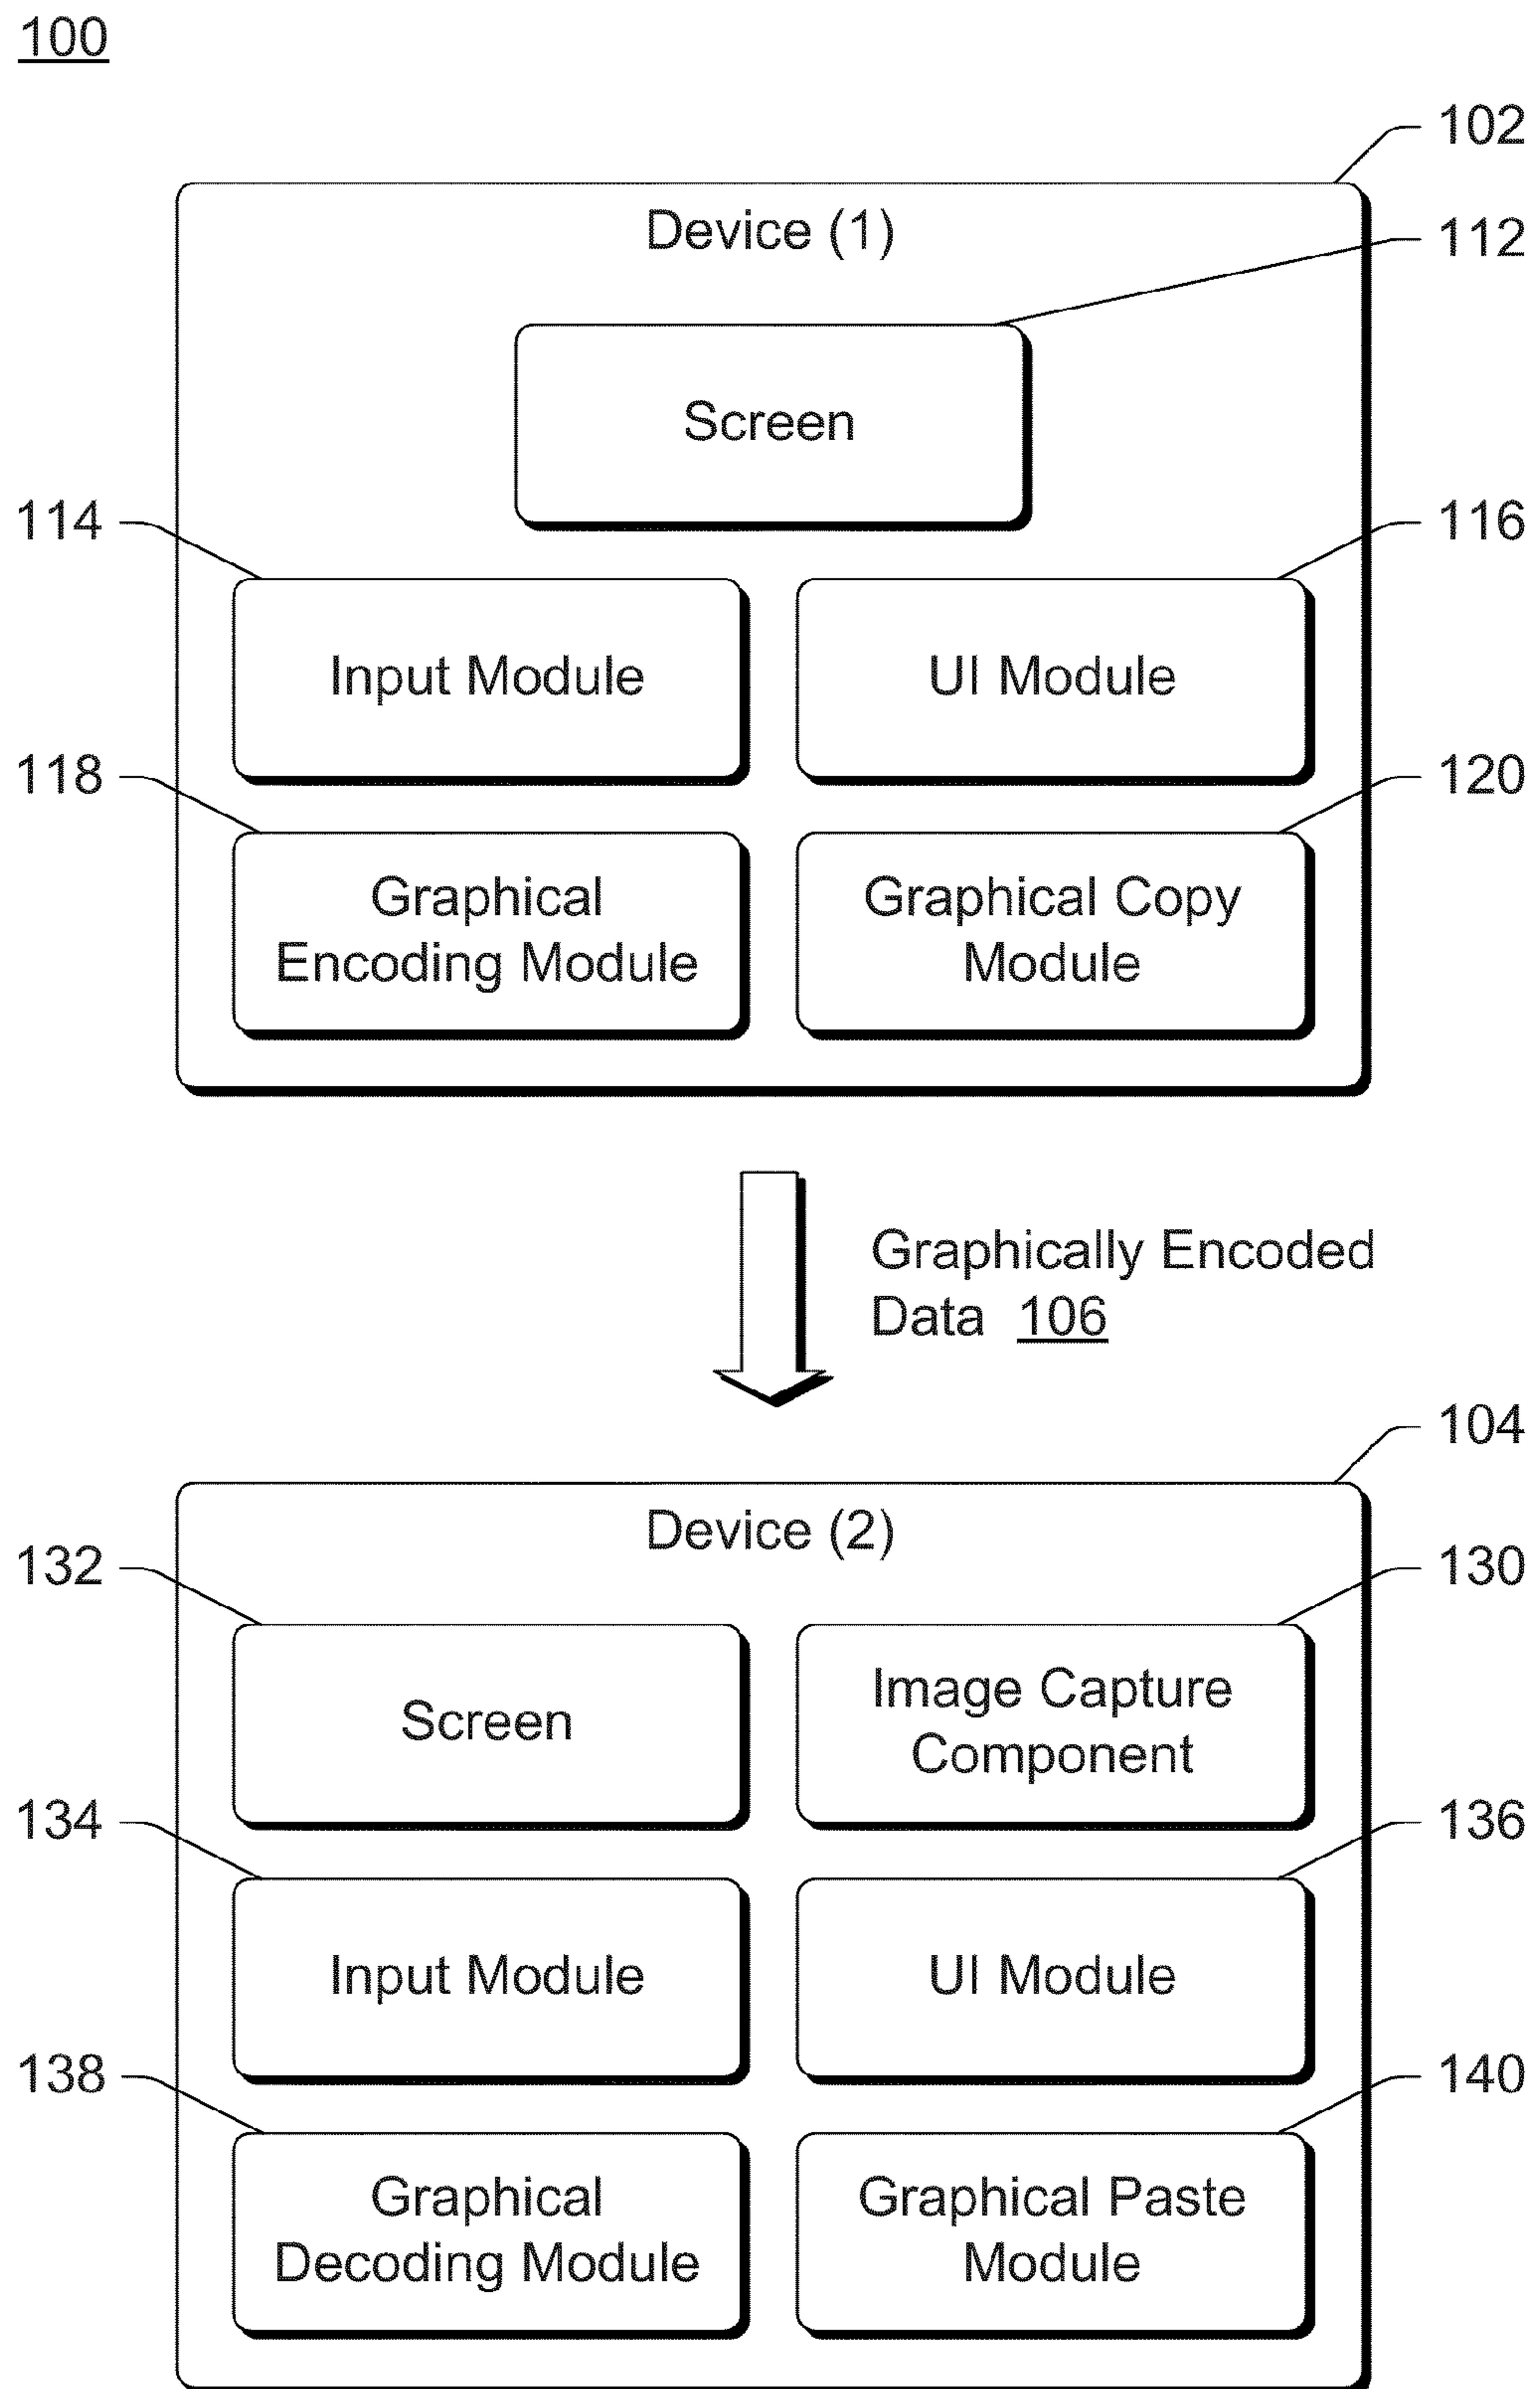 100
102
Device (1)
112
Screen
114
116
Input Module
UI Module
118
120
Graphical
Encoding Module
Graphical Copy
Module
Graphically Encoded
Data 106
104
Device (2)
132
130
Screen
Image Capture
Component
134
136
Input Module
UI Module
138
140
Graphical
Decoding Module
Graphical Paste
Module